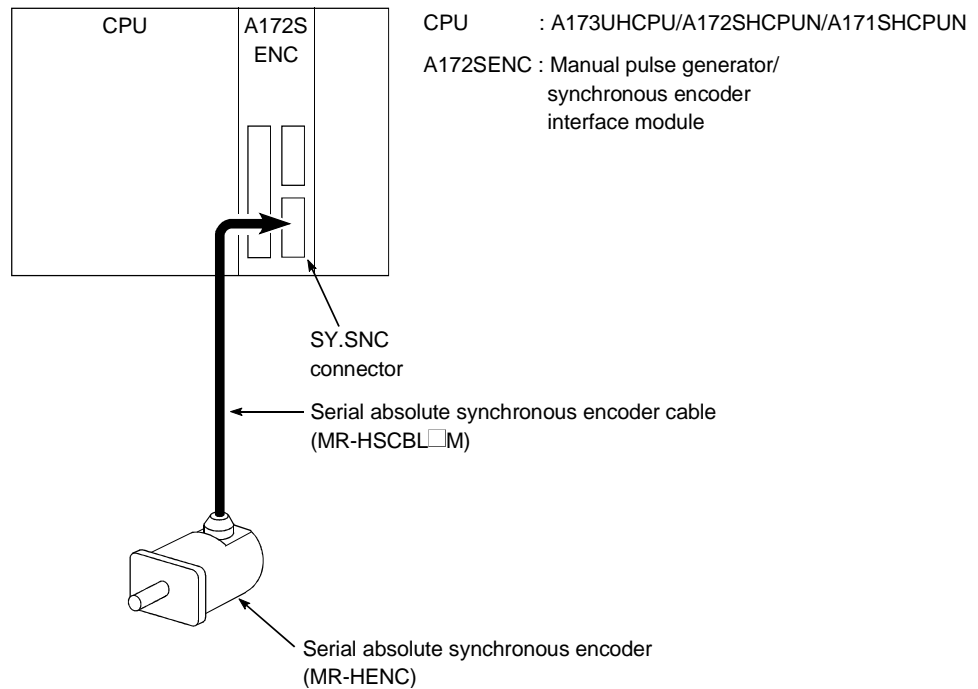 CPU
A172S
ENC
CPU : A173UHCPU/A172SHCPUN/A171SHCPUN
A172SENC : Manual pulse generator/
synchronous encoder
interface module
SY.SNC
connector
Serial absolute synchronous encoder cable
(MR-HSCBL□M)
Serial absolute synchronous encoder
(MR-HENC)